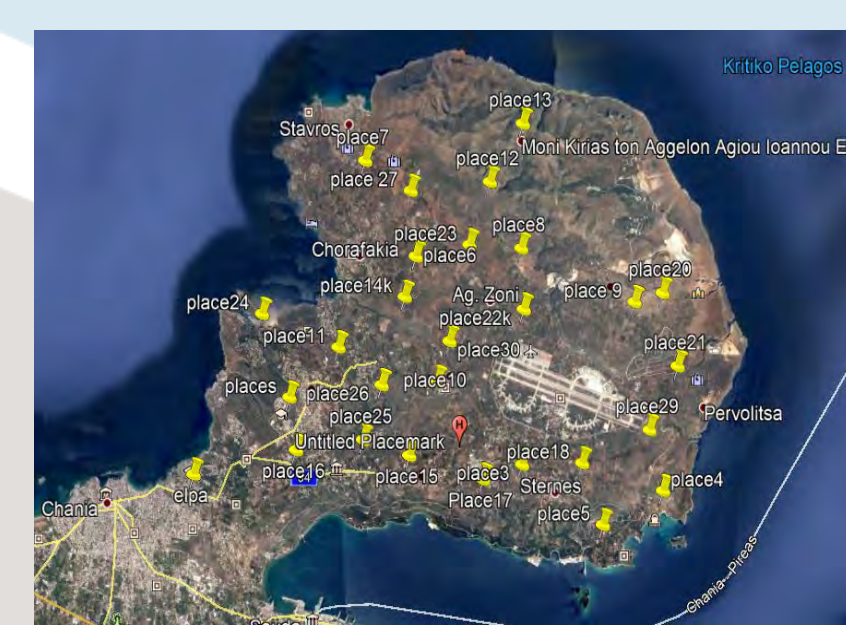 Kritiko Pelagos
place13
Stavros
place7
Moni Kirias ton Aggelon Agiou Ioannou E
place12
place 27
place8
place23
Chorafakia
place6
place20
place14k
Ag. Zoni
place 9
place24
place22k
place11
place30
place21
places
place26
place10
place25
place29
Pervolitsa
Untitled Placemark
place18
place16
place15
place3
elpa
Place17
Sternes
place4
Chania
place5
Chania - Pireas